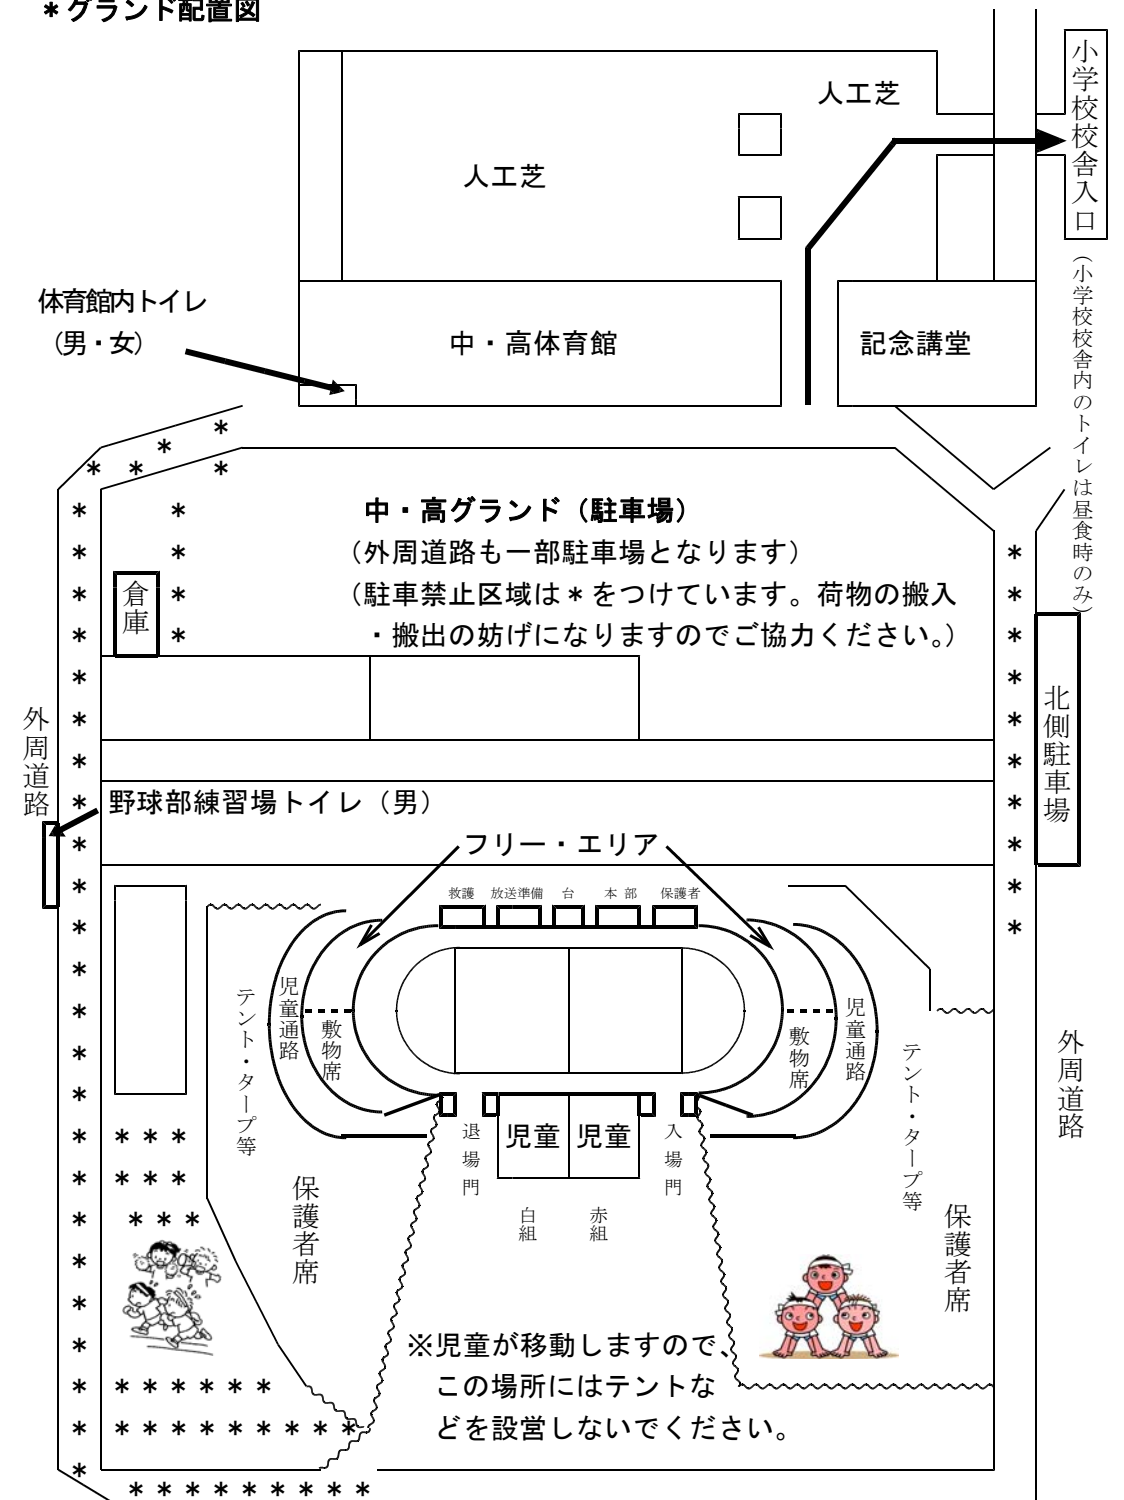 ＊グランド配置図
小学校校舎入口
人工芝
人工芝
（小学校校舎内のトイレは昼食時のみ）
体育館内トイレ
（男・女）
中・高体育館
記念講堂
中・高グランド（駐車場）
（外周道路も一部駐車場となります）
（駐車禁止区域は＊をつけています。荷物の搬入
・搬出の妨げになりますのでご協力ください。）
倉庫
北側駐車場
外周道路
野球部練習場トイレ（男）
フリー・エリア
救護 放送準備 台 本 部 保護者
テント・タープ等
児童通路
敷物席
敷物席
児童通路
テント・タープ等
外周道路
退場門
児童
児童
入場門
白組
赤組
保護者席
保護者席
※児童が移動しますので、
この場所にはテントな
どを設営しないでください。